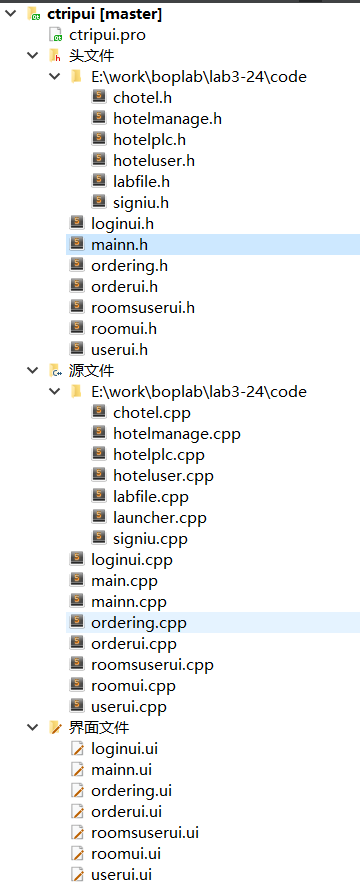 ctripui [master]
ctripui.pro
头文件
E:\work\boplab\lab3-24\code
chotel.h
hotelmanage.h
hotelplc.h
hoteluser.h
labfile.h
signiu.h
loginui.h
mainn.h
ordering.h
orderui.h
roomsuserui.h
roomui.h
userui.h
源文件
E:\work\boplab\lab3-24\code
chotel.cpp
hotelmanage.cpp
hotelplc.cpp
hoteluser.cpp
labfile.cpp
launcher.cpp
signiu.cpp
loginui.cpp
main.cpp
mainn.cpp
ordering.cpp
orderui.cpp
roomsuserui.cpp
roomui.cpp
userui.cpp
界面文件
loginui.ui
mainn.ui
ordering.ui
orderui.ui
roomsuserui.ui
roomui.ui
userui.ui